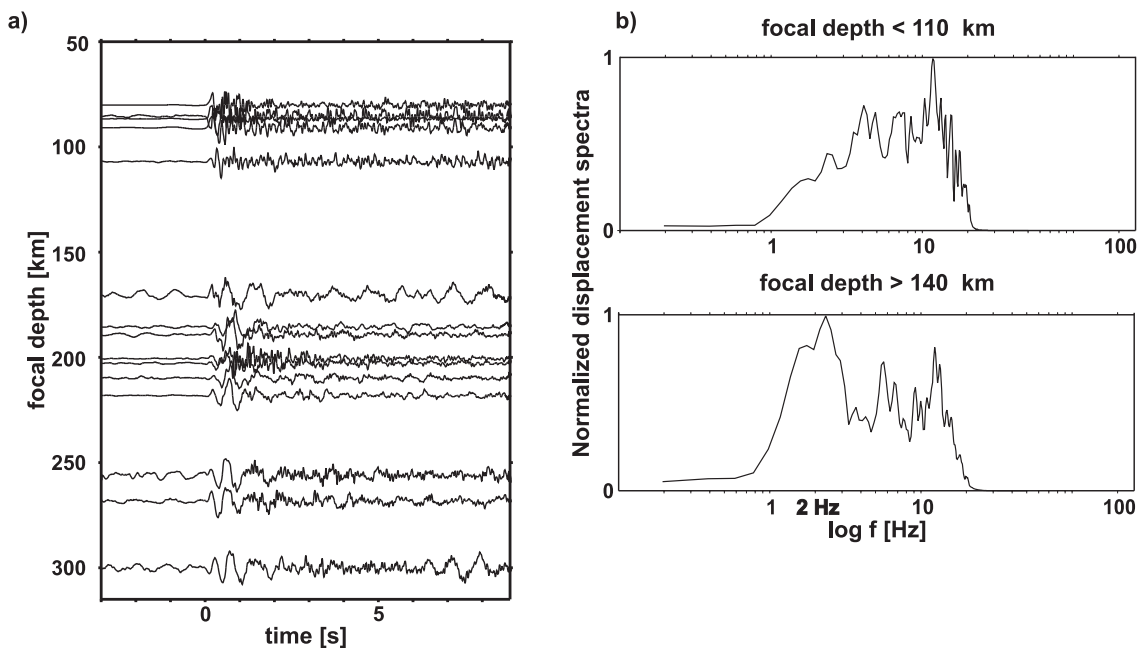 a)
50
100
150
200
250
300
focal depth [km]
0
5
time [s]
b)
focal depth < 110 km
1
0
1
10
100
focal depth > 140 km
1
0
1
2 Hz
10
100
log f [Hz]
Normalized displacement spectra